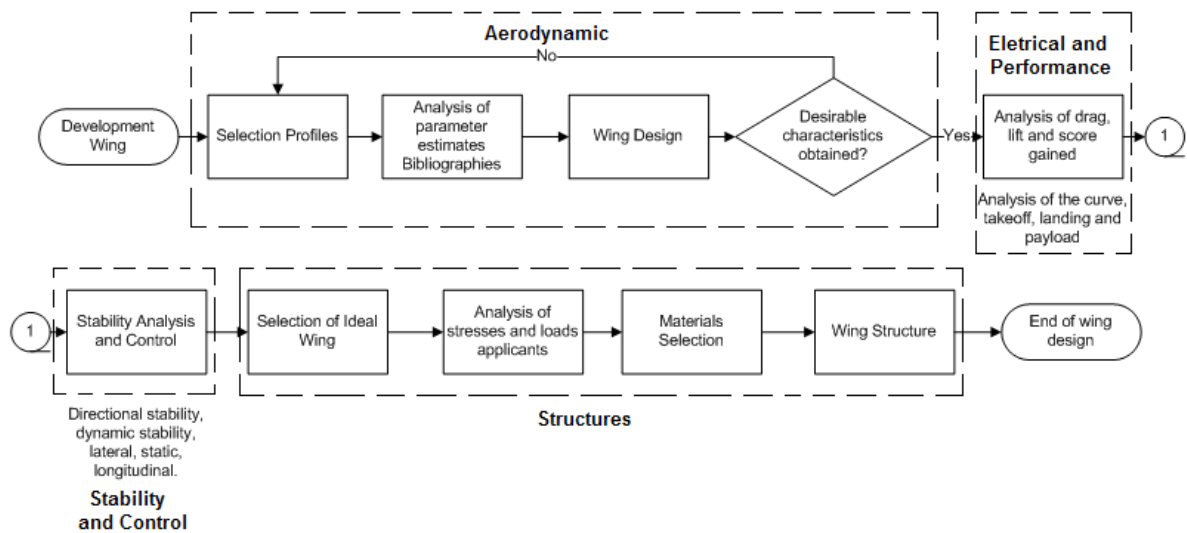 Aerodynamic
No
Eletrical and
Performance
Development
Wing
Selection Profiles
Analysis of
parameter
estimates
Bibliographies
Wing Design
Desirable
characteristics
obtained?
Yes
Analysis of drag,
lift and score
gained
1
Analysis of the curve,
takeoff, landing and
payload
1
Stability Analysis
and Control
Selection of Ideal
Wing
Analysis of
stresses and loads
applicants
Materials
Selection
Wing Structure
End of wing
design
Structures
Directional stability,
dynamic stability,
lateral, static,
longitudinal.
Stability
and Control